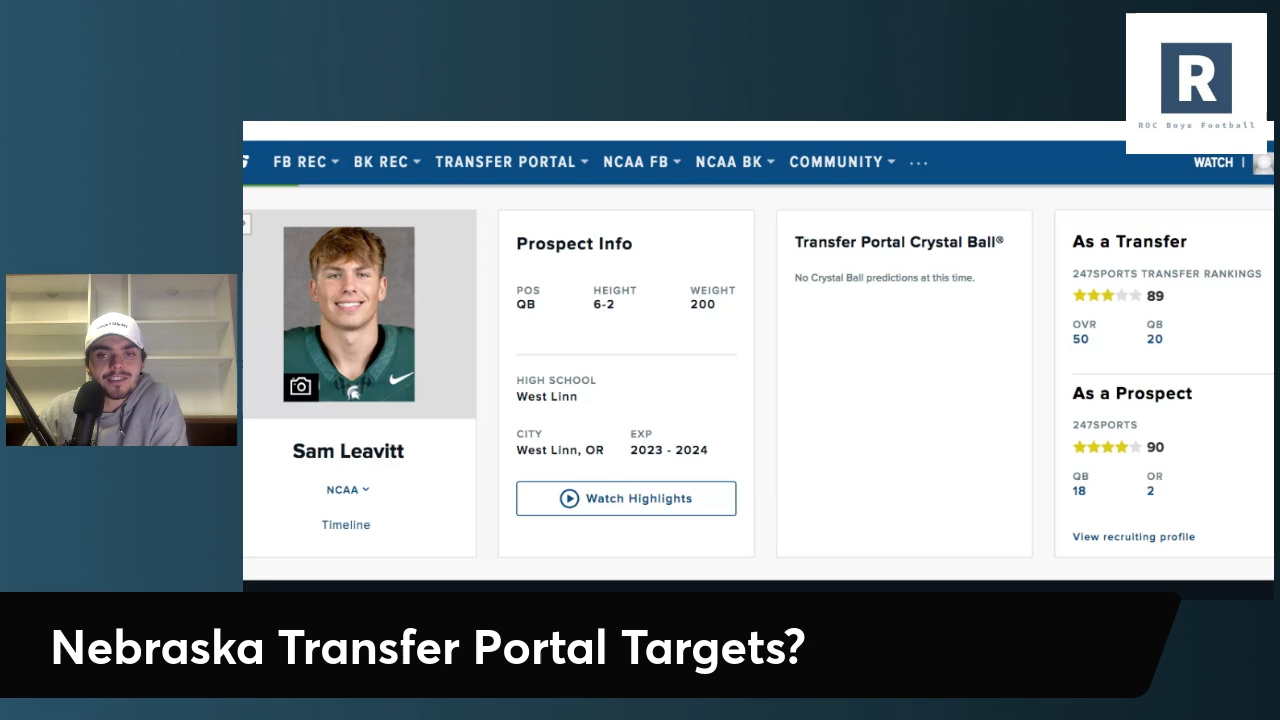 R
ROC Boys Football
FB REC BK REC TRANSFER PORTAL NCAA FB NCAA BK COMMUNITY ... WATCH |
Sam Leavitt
NCAA
Timeline
Prospect Info
POS HEIGHT WEIGHT
QB 6-2 200
HIGH SCHOOL
West Linn
CITY EXP
West Linn, OR 2023 - 2024
Watch Highlights
Transfer Portal Crystal Ball®
No Crystal Ball predictions at this time.
As a Transfer
247SPORTS TRANSFER RANKINGS
89
OVR QB
50 20
As a Prospect
247SPORTS
90
QB OR
18 2
View recruiting profile
Nebraska Transfer Portal Targets?